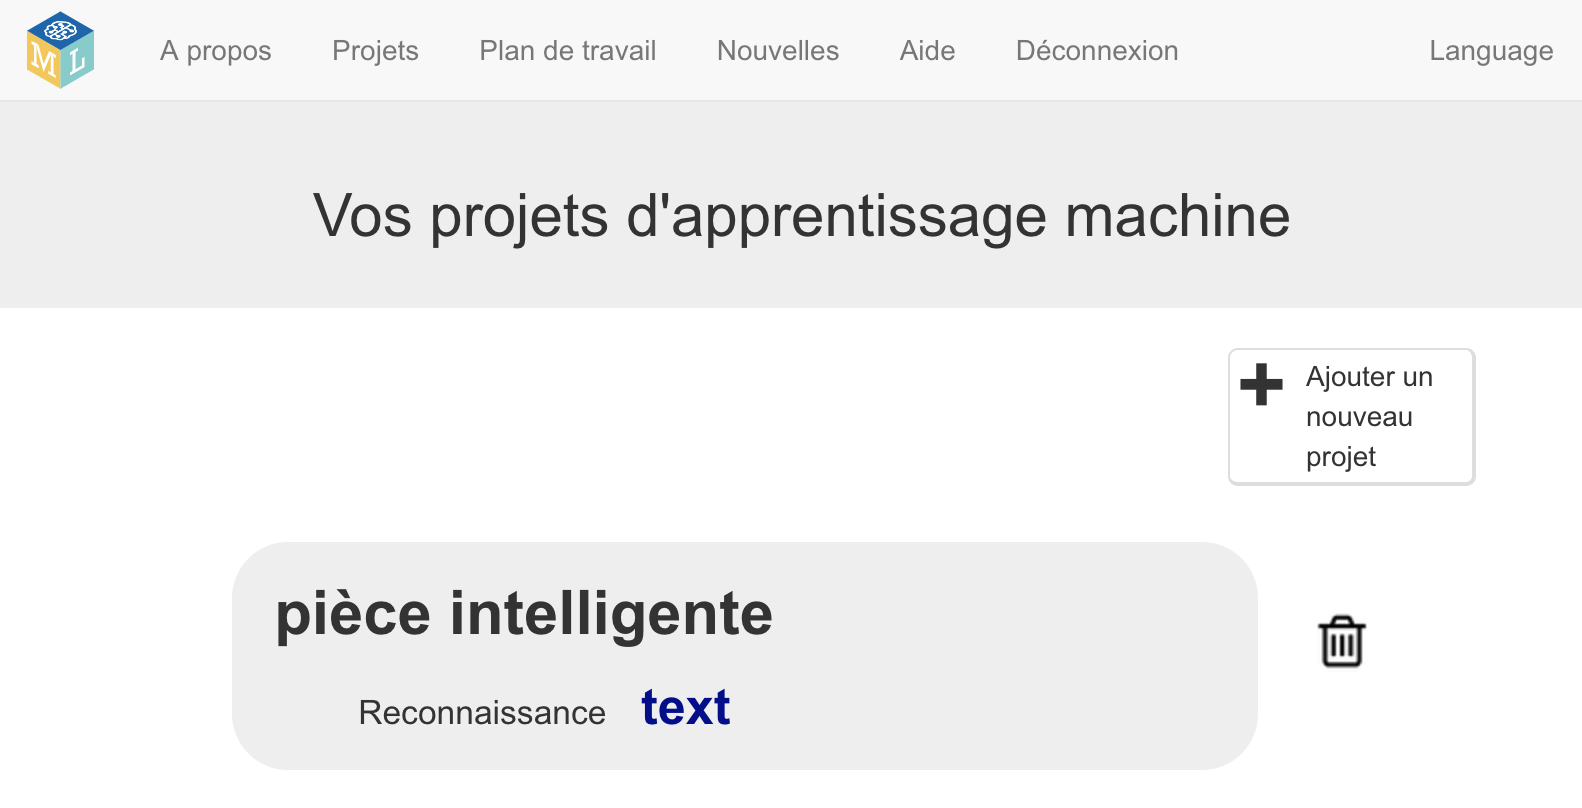 ML
A propos Projets Plan de travail Nouvelles Aide Déconnexion Language
Vos projets d'apprentissage machine
Ajouter un
nouveau
projet
pièce intelligente
Reconnaissance text